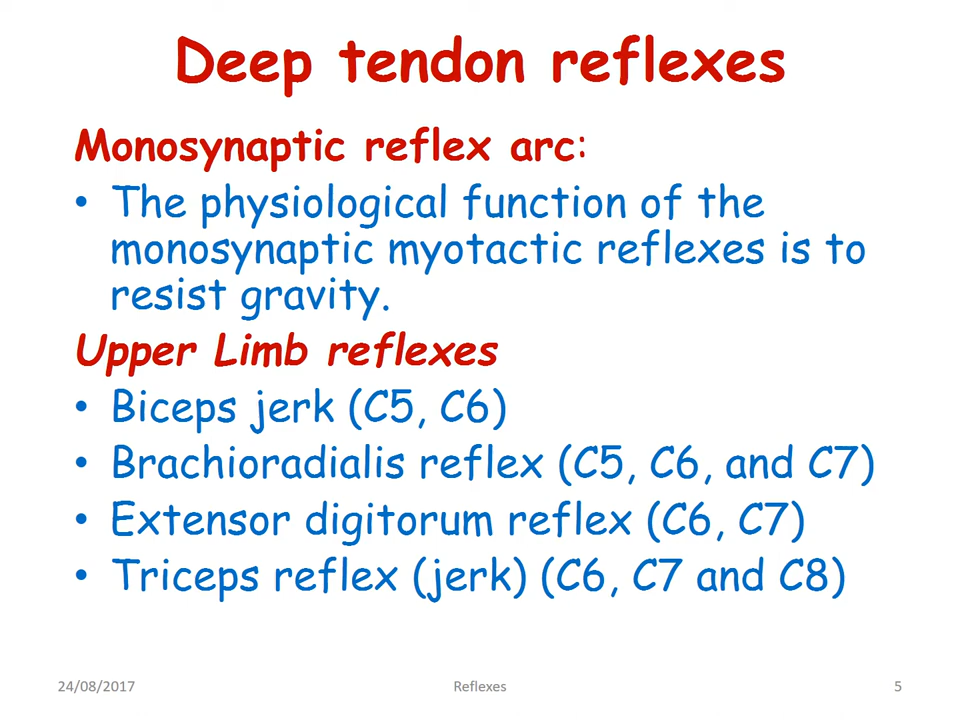 Deep tendon reflexes
Monosynaptic reflex arc:
• The physiological function of the
monosynaptic myotactic reflexes is to
resist gravity.
Upper Limb reflexes
• Biceps jerk (C5, C6)
• Brachioradialis reflex (C5, C6, and C7)
• Extensor digitorum reflex (C6, C7)
• Triceps reflex (jerk) (C6, C7 and C8)
24/08/2017 Reflexes 5